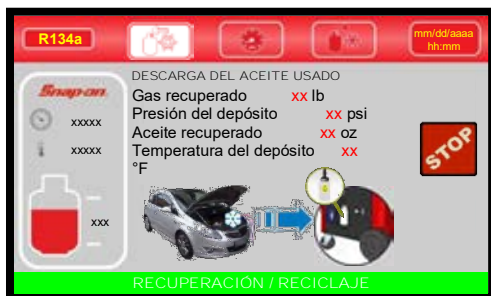 R134a
mm/dd/aaaa
hh:mm
Snap-on
xxxxx
xxxxx
xxx
DESCARGA DEL ACEITE USADO
Gas recuperado xx lb
Presión del depósito xx psi
Aceite recuperado xx oz
Temperatura del depósito xx
°F
STOP
RECUPERACIÓN / RECICLAJE